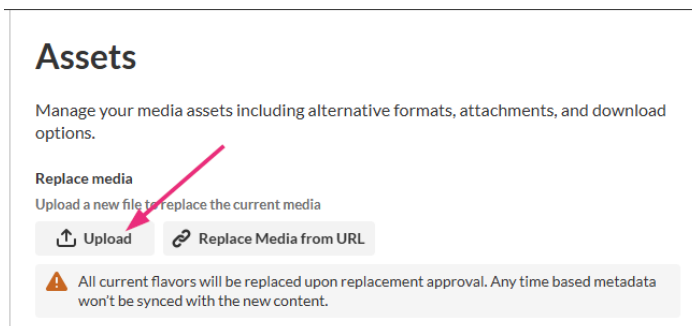 Assets
Manage your media assets including alternative formats, attachments, and download
options.
Replace media
Upload a new file to replace the current media
Upload
Replace Media from URL
All current flavors will be replaced upon replacement approval. Any time based metadata
won't be synced with the new content.